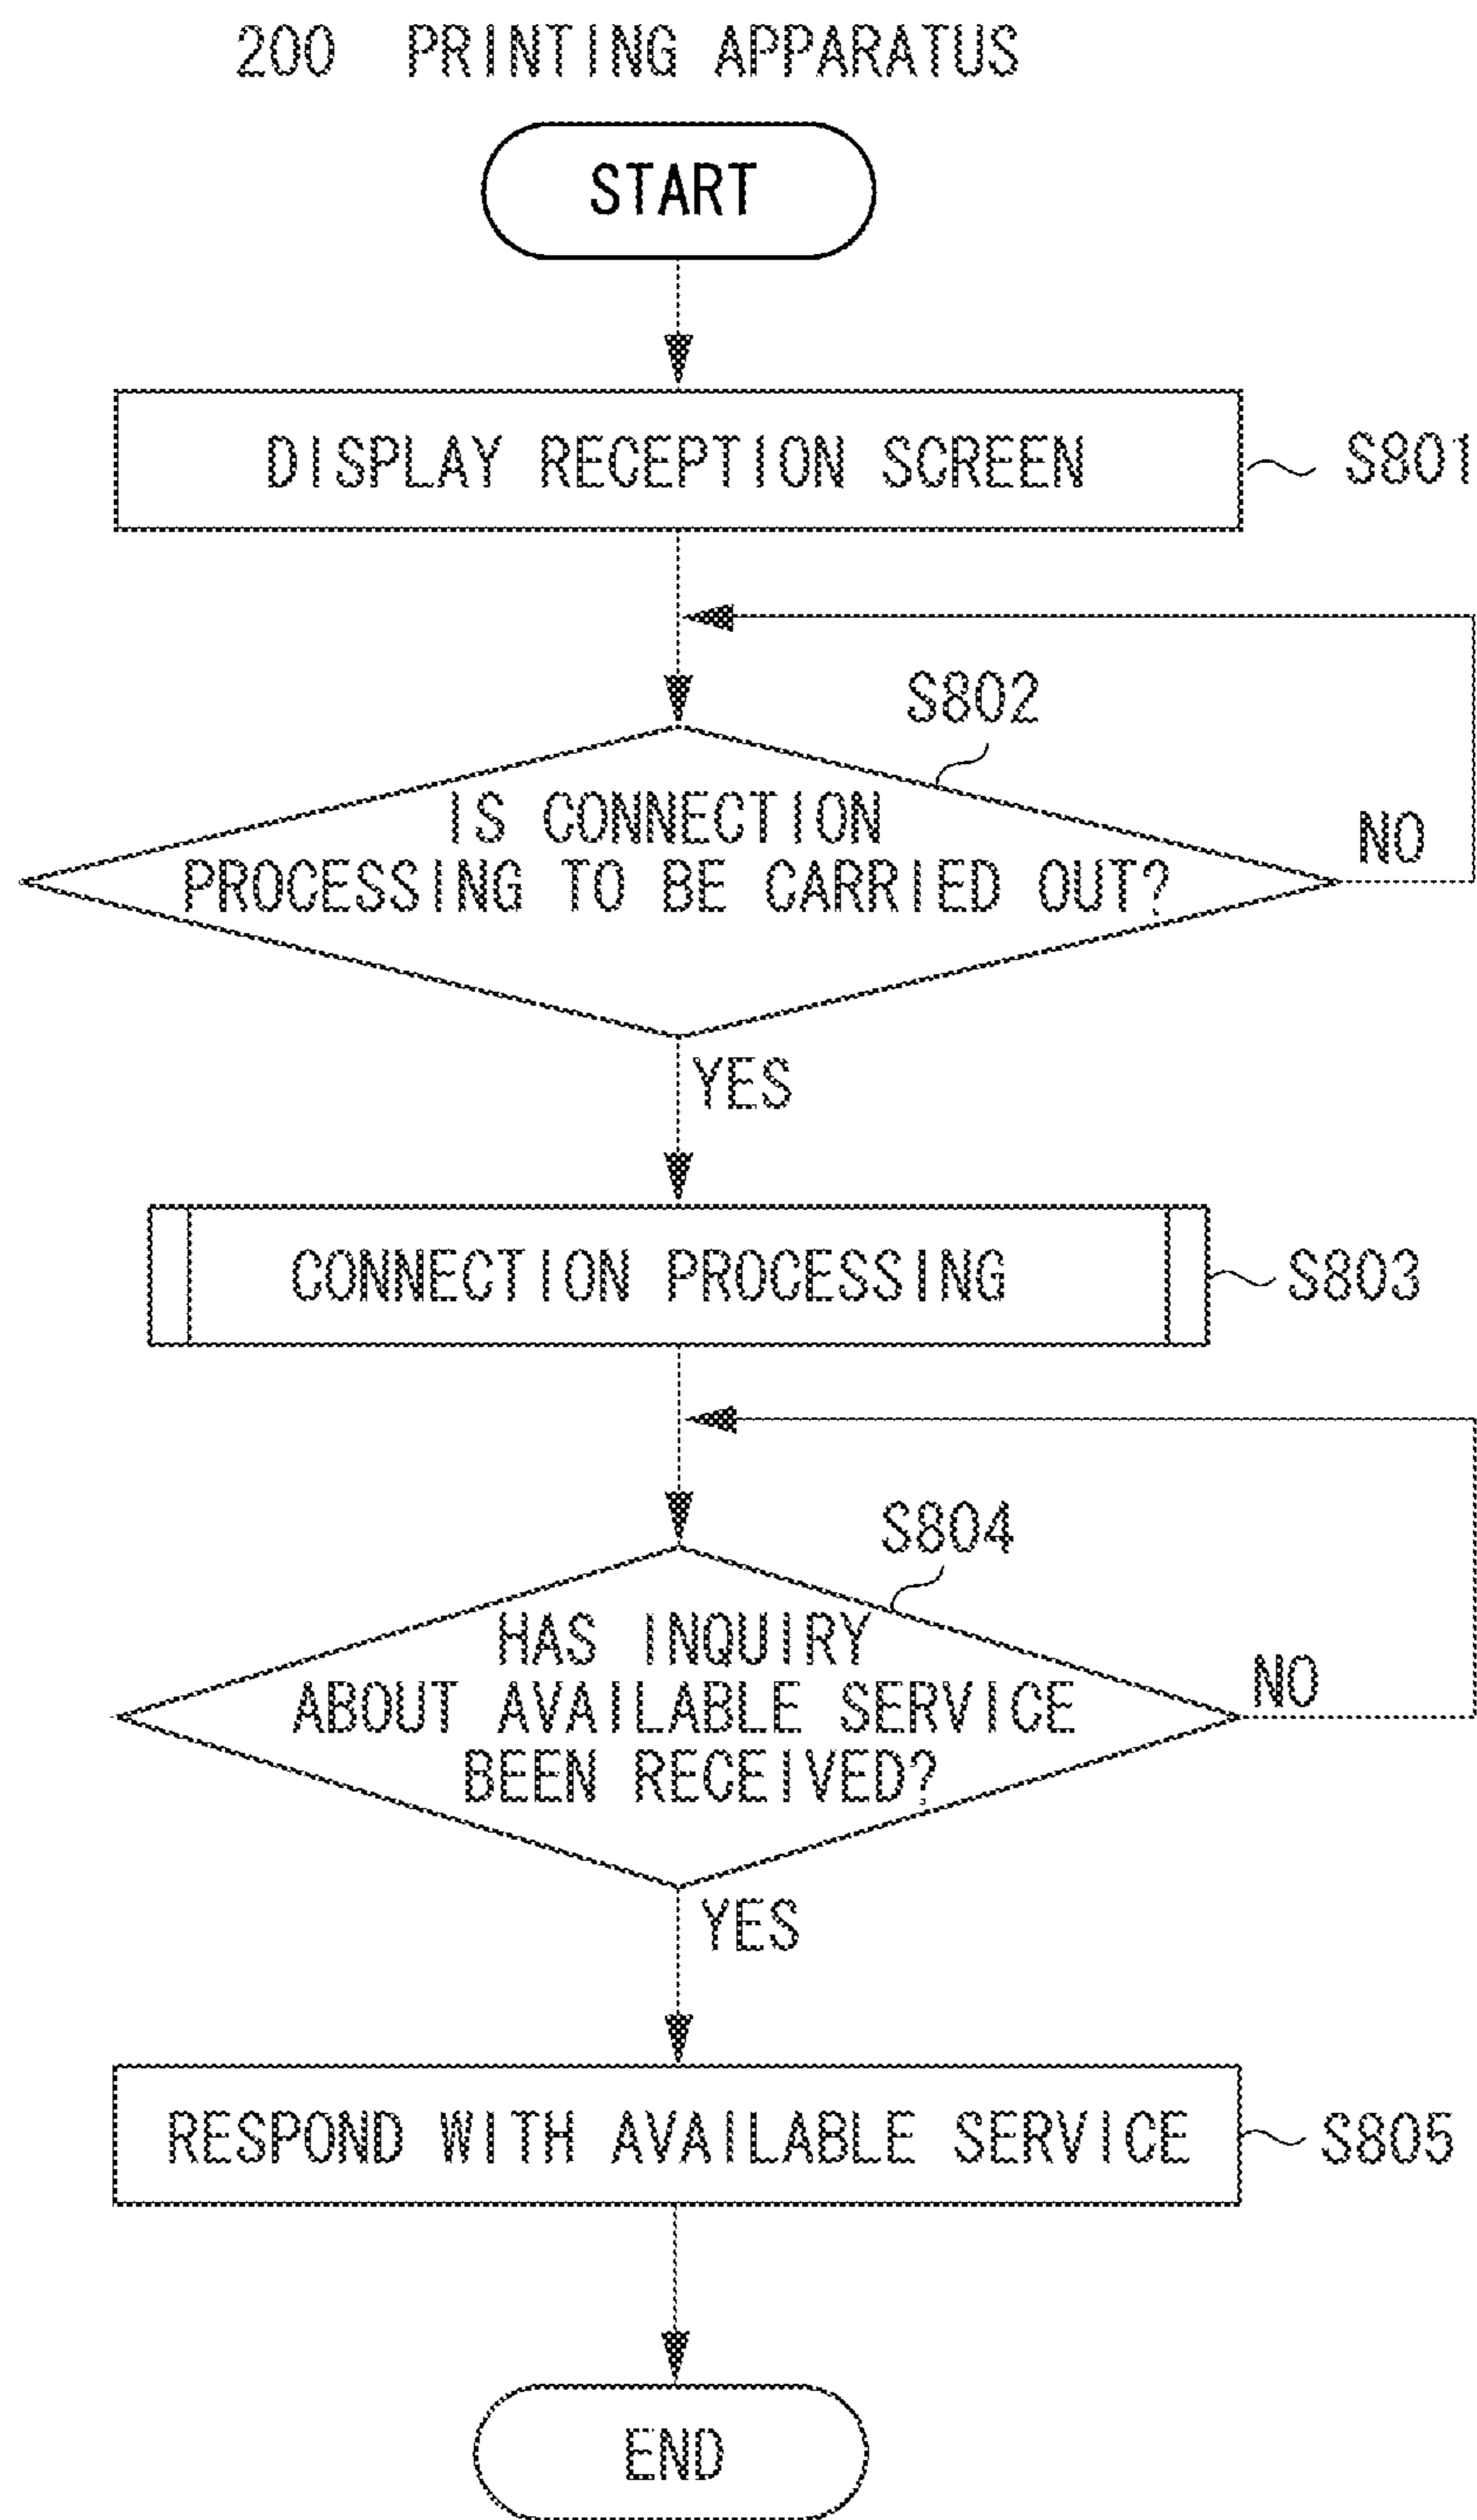 200 PRINTING APPARATUS
START
DISPLAY RECEPTION SCREEN
S801
S802
IS CONNECTION
PROCESSING TO BE CARRIED OUT?
NO
YES
CONNECTION PROCESSING
S803
S804
HAS INQUIRY
ABOUT AVAILABLE SERVICE
BEEN RECEIVED?
NO
YES
RESPOND WITH AVAILABLE SERVICE
S805
END